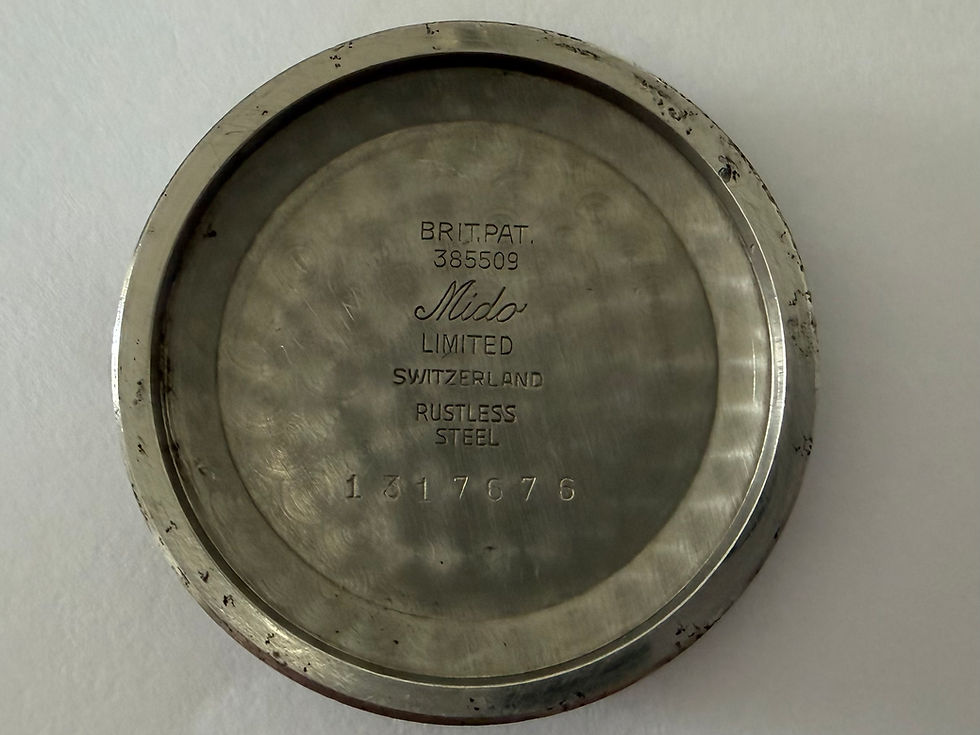 BRIT.PAT.
385509
Mido
LIMITED
SWITZERLAND
RUSTLESS
STEEL
1317676